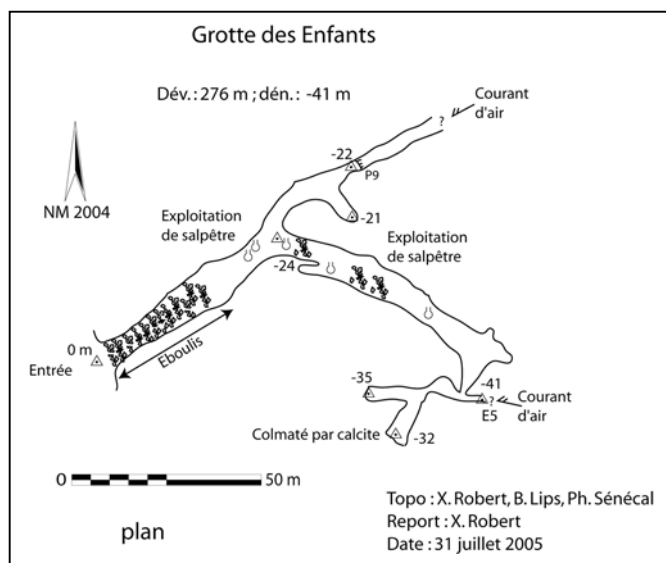 Grotte des Enfants
Dév.: 276 m ; dén.: -41 m
Courant
d'air
?
-22
P9
NM 2004
-21
Exploitation
de salpêtre
Exploitation
de salpêtre
-24
0 m
Entrée
Eboulis
-35
-41
?
E5
Courant
d'air
Colmaté par calcite
-32
0
50 m
plan
Topo : X. Robert, B. Lips, Ph. Sénécal
Report : X. Robert
Date : 31 juillet 2005